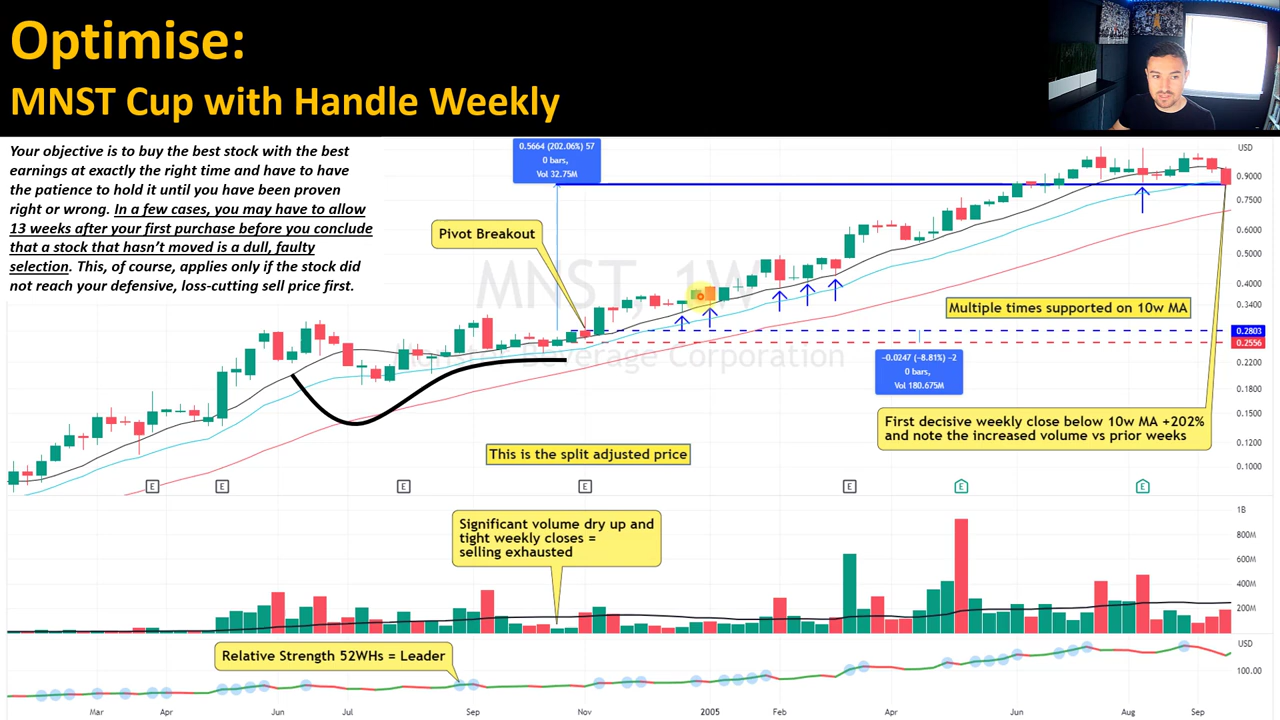 Optimise:
MNST Cup with Handle Weekly
Your objective is to buy the best stock with the best
earnings at exactly the right time and have to have
the patience to hold it until you have been proven
right or wrong. In a few cases, you may have to allow
13 weeks after your first purchase before you conclude
that a stock that hasn't moved is a dull, faulty
selection. This, of course, applies only if the stock did
not reach your defensive, loss-cutting sell price first.
0.5664 (202.06%) 57
0 bars,
Vol 32.75M
Pivot Breakout
MNST, 1W
Beverage Corporation
Multiple times supported on 10w MA
-0.0247 (-8.81%) -2
0 bars,
Vol 180.675M
First decisive weekly close below 10w MA +202%
and note the increased volume vs prior weeks
This is the split adjusted price
USD
0.9000
0.7500
0.6000
0.5000
0.4000
0.3400
0.2803
0.2556
0.2200
0.1800
0.1500
0.1200
0.1000
E
E
E
E
E
E
E
Significant volume dry up and
tight weekly closes =
selling exhausted
1B
800M
600M
400M
200M
Relative Strength 52WHs = Leader
USD
100.00
Mar
Apr
Jun
Jul
Sep
Nov
2005
Feb
Apr
Jun
Aug
Sep